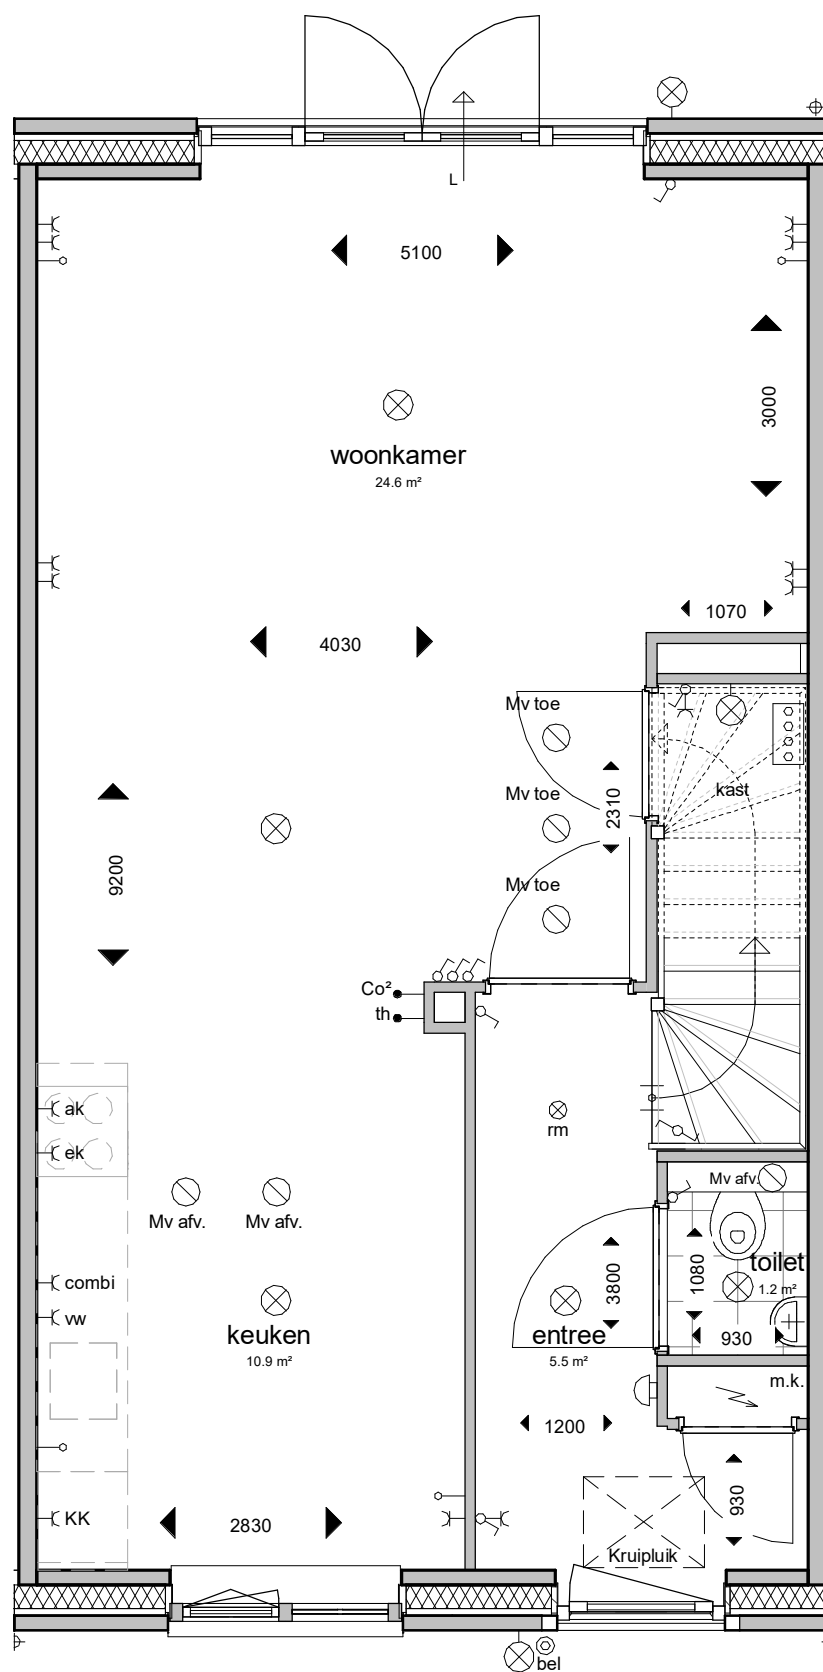 L
5100
3000
woonkamer
24.6 m²
1070
4030
Mv toe
kast
Mv toe
2310
9200
Mv toe
Co²
th
ak
rm
ek
Mv afv.
Mv afv.
Mv afv.
toilet
1.2 m²
1080
3800
combi
vw
keuken
10.9 m²
entree
5.5 m²
930
m.k.
1200
930
KK
2830
Kruipluik
bel